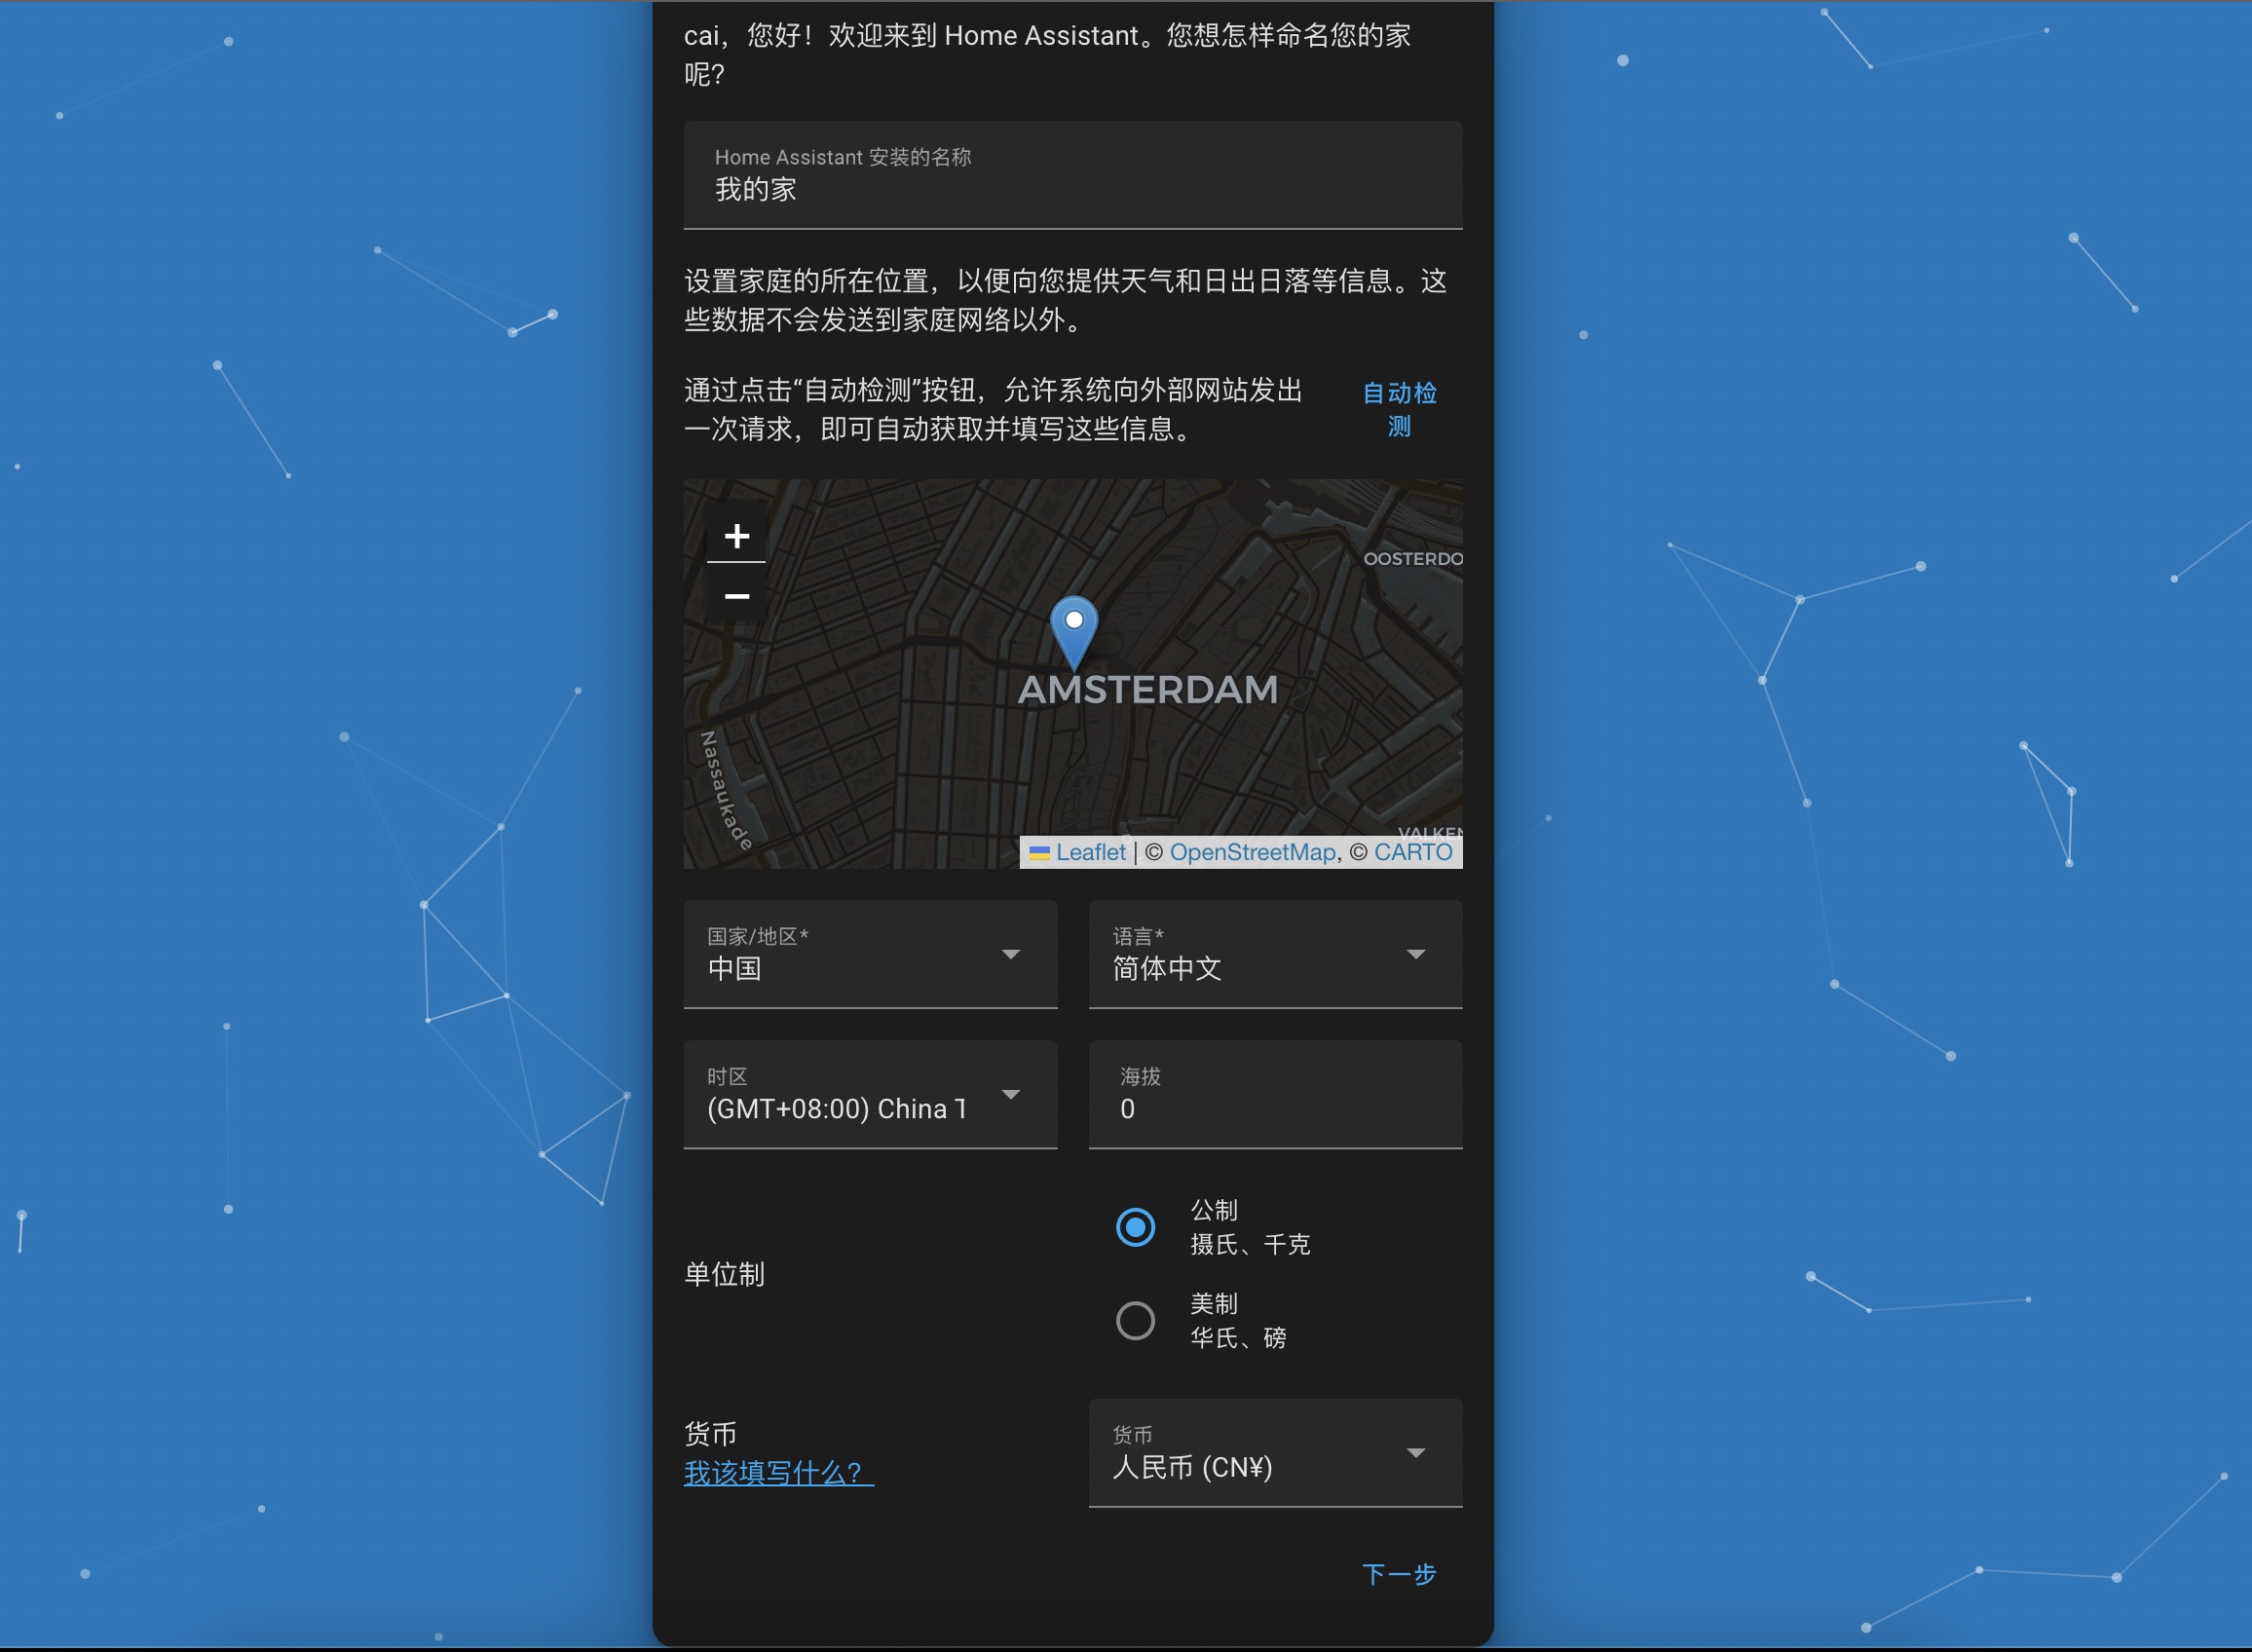 cai，您好！欢迎来到 Home Assistant。您想怎样命名您的家
呢？
Home Assistant 安装的名称
我的家
设置家庭的所在位置，以便向您提供天气和日出日落等信息。这
些数据不会发送到家庭网络以外。
通过点击“自动检测”按钮，允许系统向外部网站发出
一次请求，即可自动获取并填写这些信息。
自动检
测
+
−
OOSTERDO
AMSTERDAM
Nassaukade
VALKEN
Leaflet | © OpenStreetMap, © CARTO
国家/地区*
中国
语言*
简体中文
时区
(GMT+08:00) China T
海拔
0
单位制
公制
摄氏、千克
美制
华氏、磅
货币
我该填写什么？
货币
人民币 (CN¥)
下一步